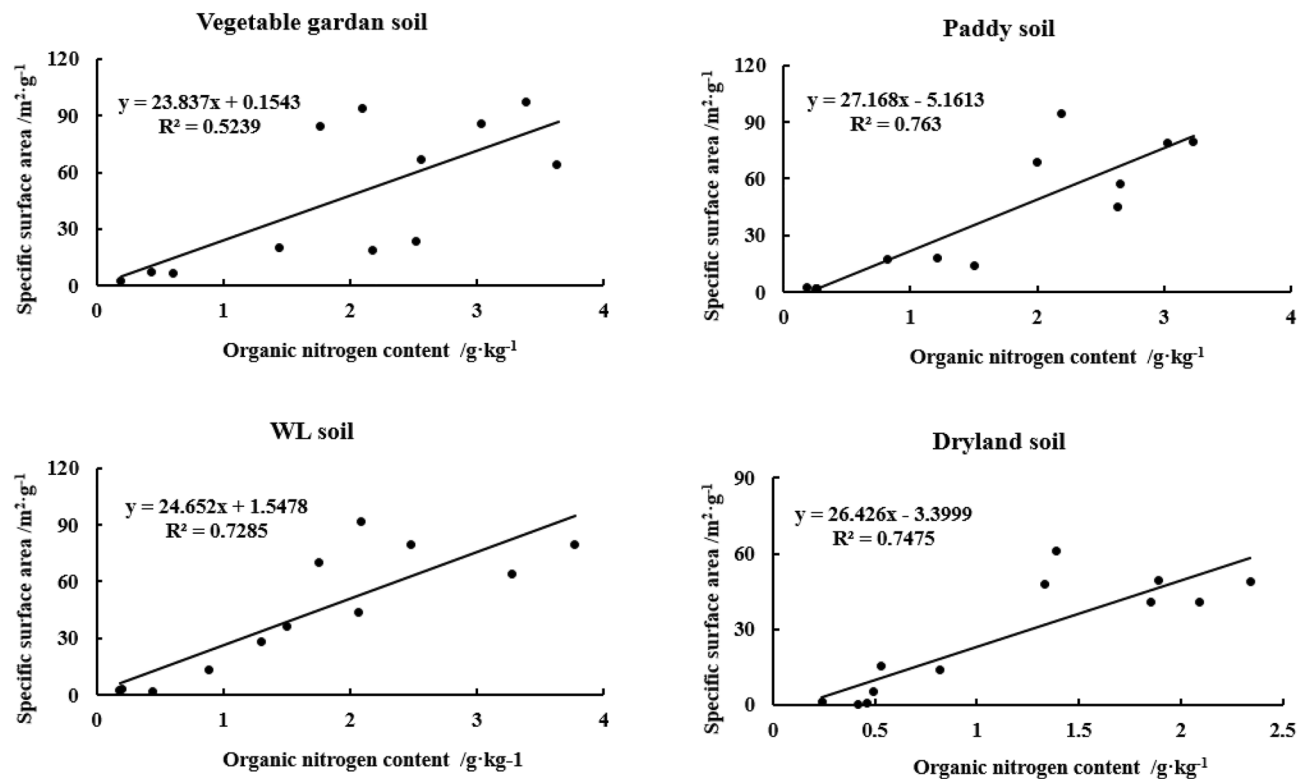 Vegetable gardan soil
120
90
60
30
0
Specific surface area /m²·g⁻¹
y = 23.837x + 0.1543
R² = 0.5239
0 1 2 3 4
Organic nitrogen content /g·kg⁻¹
Paddy soil
120
90
60
30
0
Specific surface area /m²·g⁻¹
y = 27.168x - 5.1613
R² = 0.763
0 1 2 3 4
Organic nitrogen content /g·kg⁻¹
WL soil
120
90
60
30
0
Specific surface area /m²·g⁻¹
y = 24.652x + 1.5478
R² = 0.7285
0 1 2 3 4
Organic nitrogen content /g·kg-1
Dryland soil
90
60
30
0
Specific surface area /m²·g⁻¹
y = 26.426x - 3.3999
R² = 0.7475
0 0.5 1 1.5 2 2.5
Organic nitrogen content /g·kg⁻¹